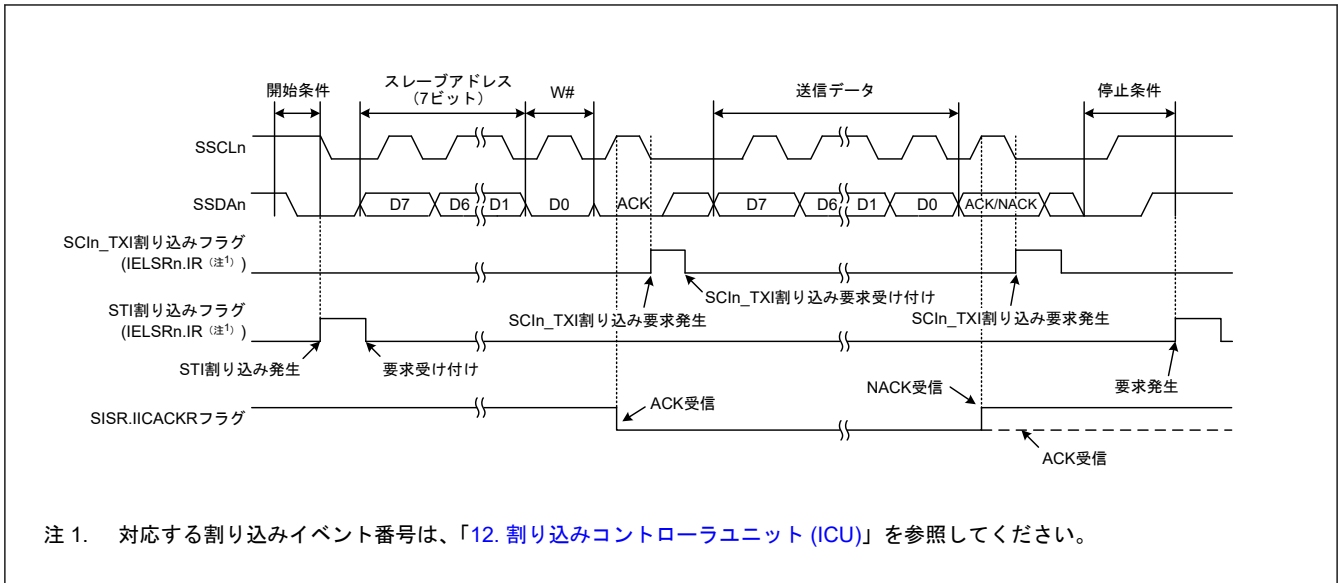 開始条件
スレーブアドレス
(7ビット)
W#
送信データ
停止条件
SSCLn
SSDAn
D7
D6
D1
D0
ACK
D7
D6
D1
D0
ACK/NACK
SCIn_TXI割り込みフラグ
(IELSRn.IR (注1) )
SCIn_TXI割り込み要求受け付け
SCIn_TXI割り込み要求発生
SCIn_TXI割り込み要求発生
STI割り込みフラグ
(IELSRn.IR (注1) )
STI割り込み発生
要求受け付け
要求発生
SISR.IICACKRフラグ
ACK受信
NACK受信
ACK受信
注 1. 対応する割り込みイベント番号は、「12. 割り込みコントローラユニット (ICU)」を参照してください。